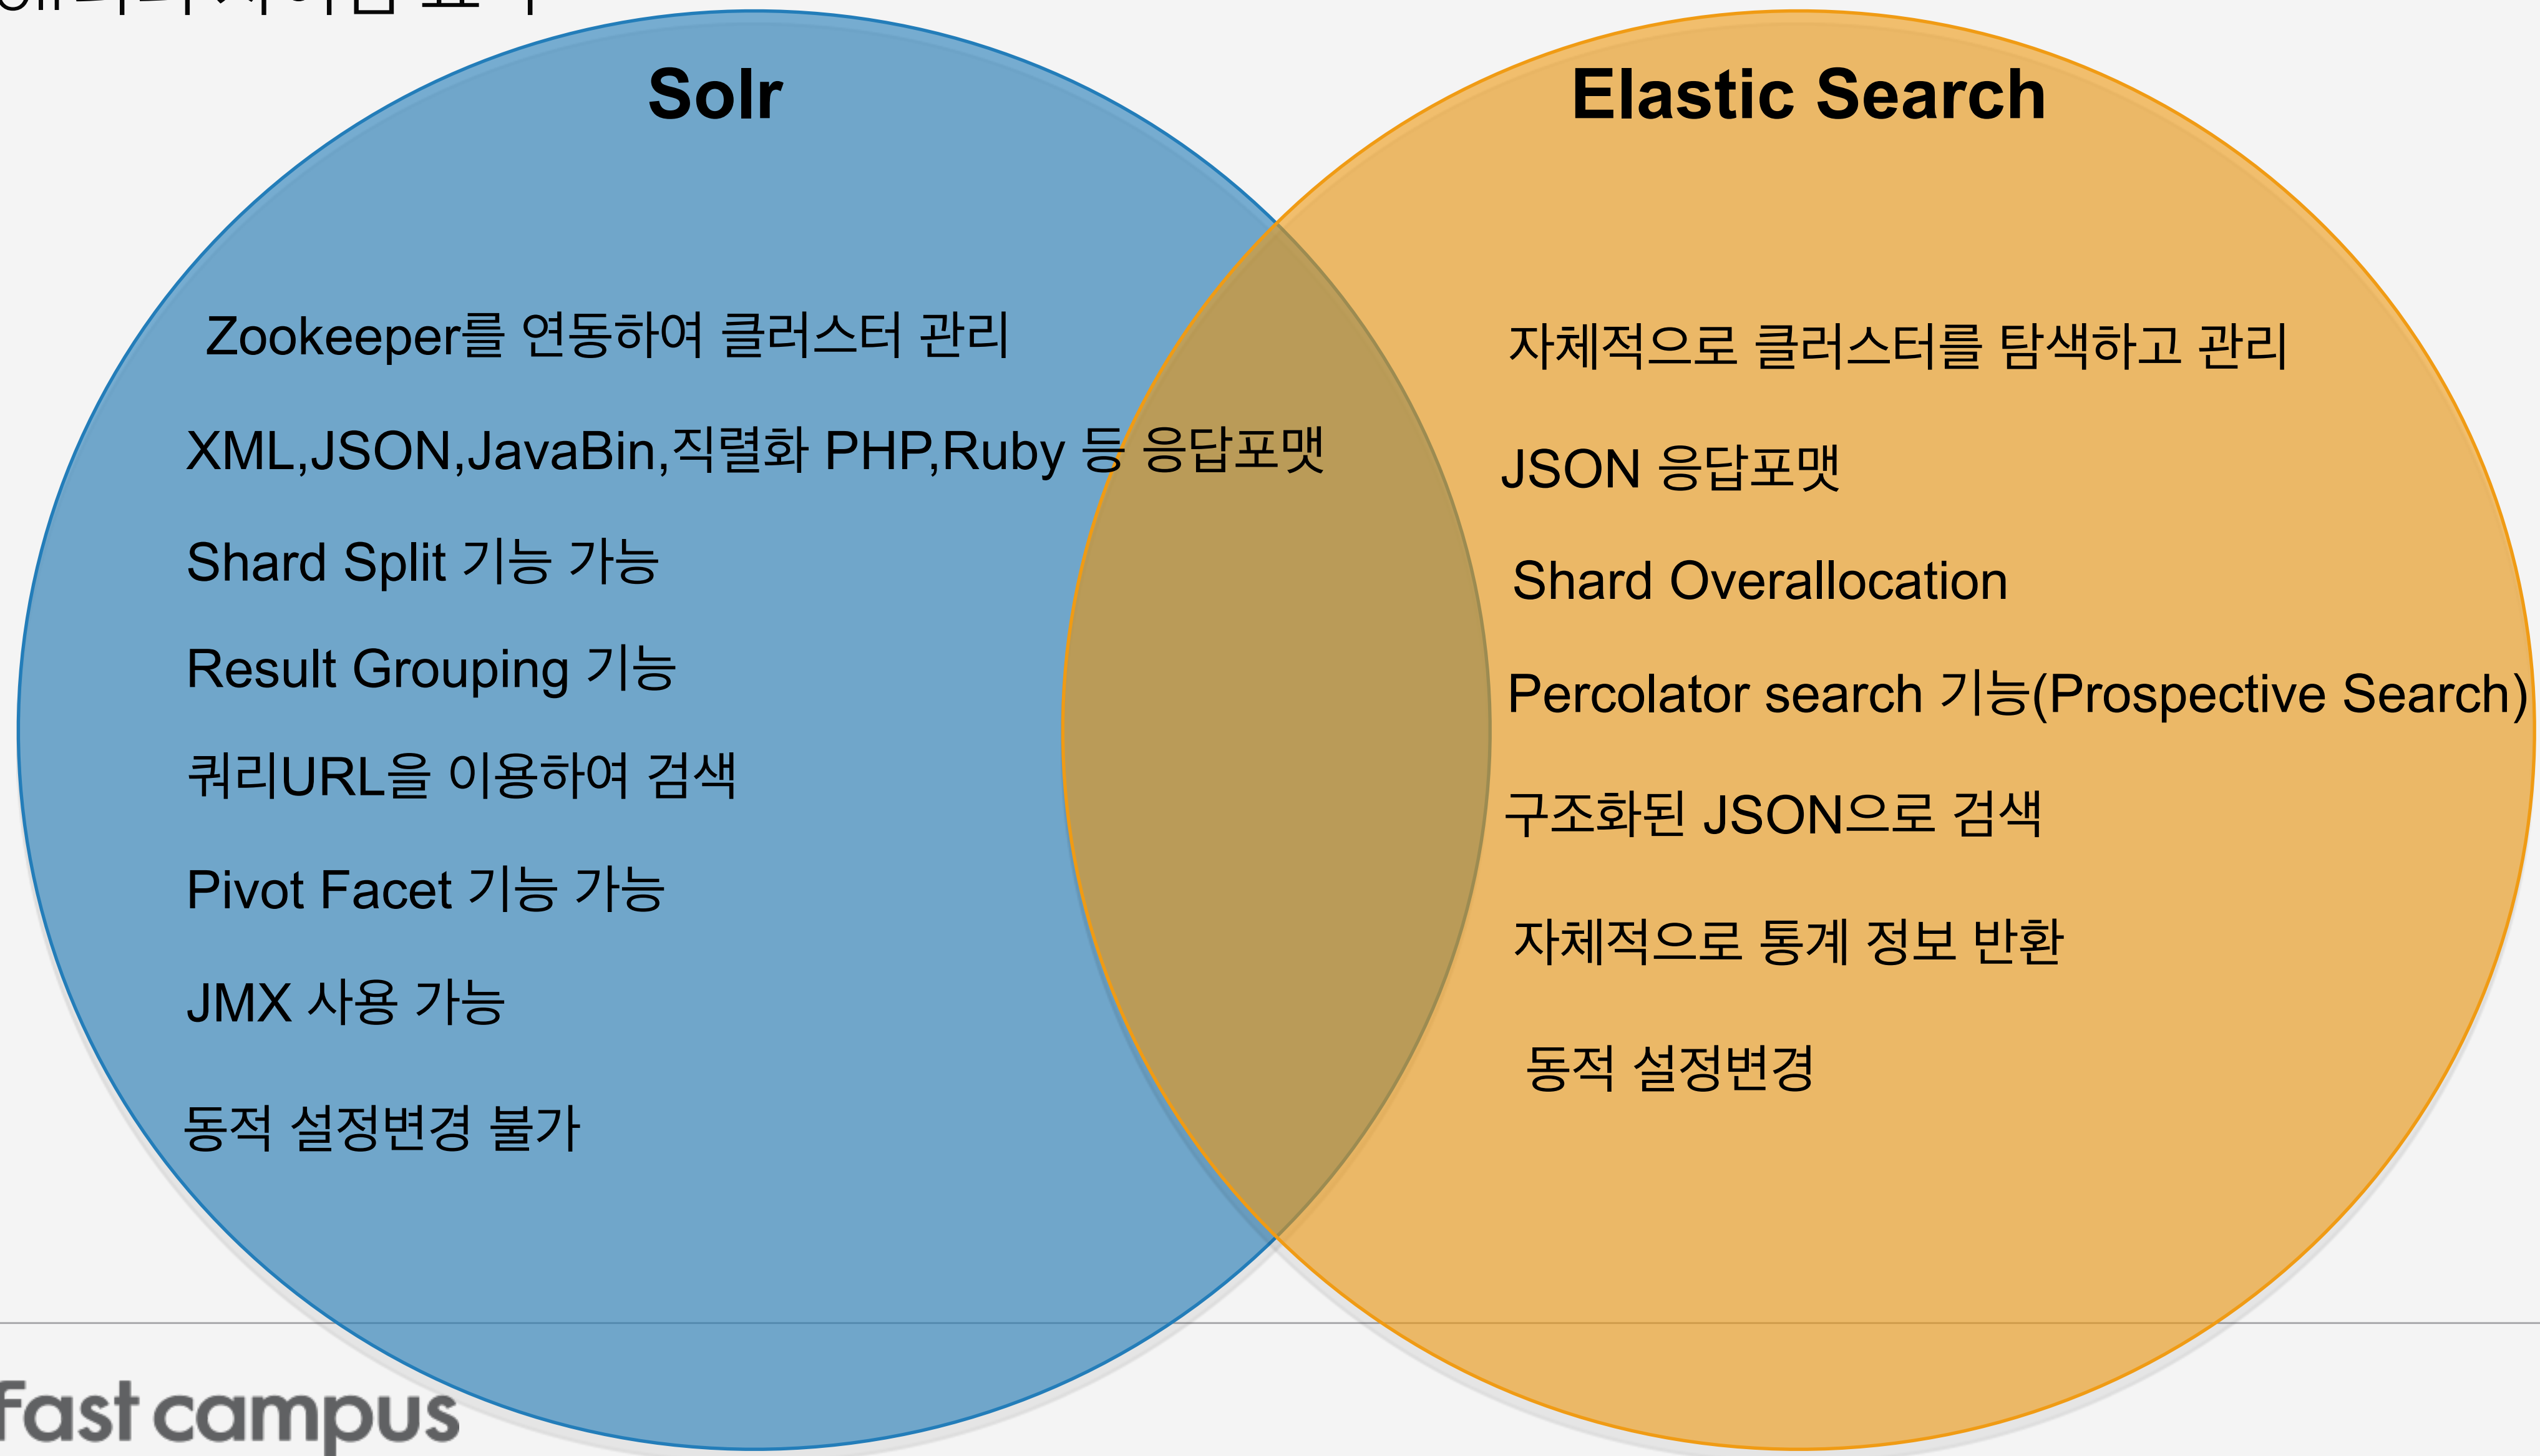 Solr
Zookeeper를 연동하여 클러스터 관리
XML,JSON,JavaBin,직렬화 PHP,Ruby 등 응답포맷
Shard Split 기능 가능
Result Grouping 기능
쿼리URL을 이용하여 검색
Pivot Facet 기능 가능
JMX 사용 가능
동적 설정변경 불가
Elastic Search
자체적으로 클러스터를 탐색하고 관리
JSON 응답포맷
Shard Overallocation
Percolator search 기능(Prospective Search)
구조화된 JSON으로 검색
자체적으로 통계 정보 반환
동적 설정변경
fast campus